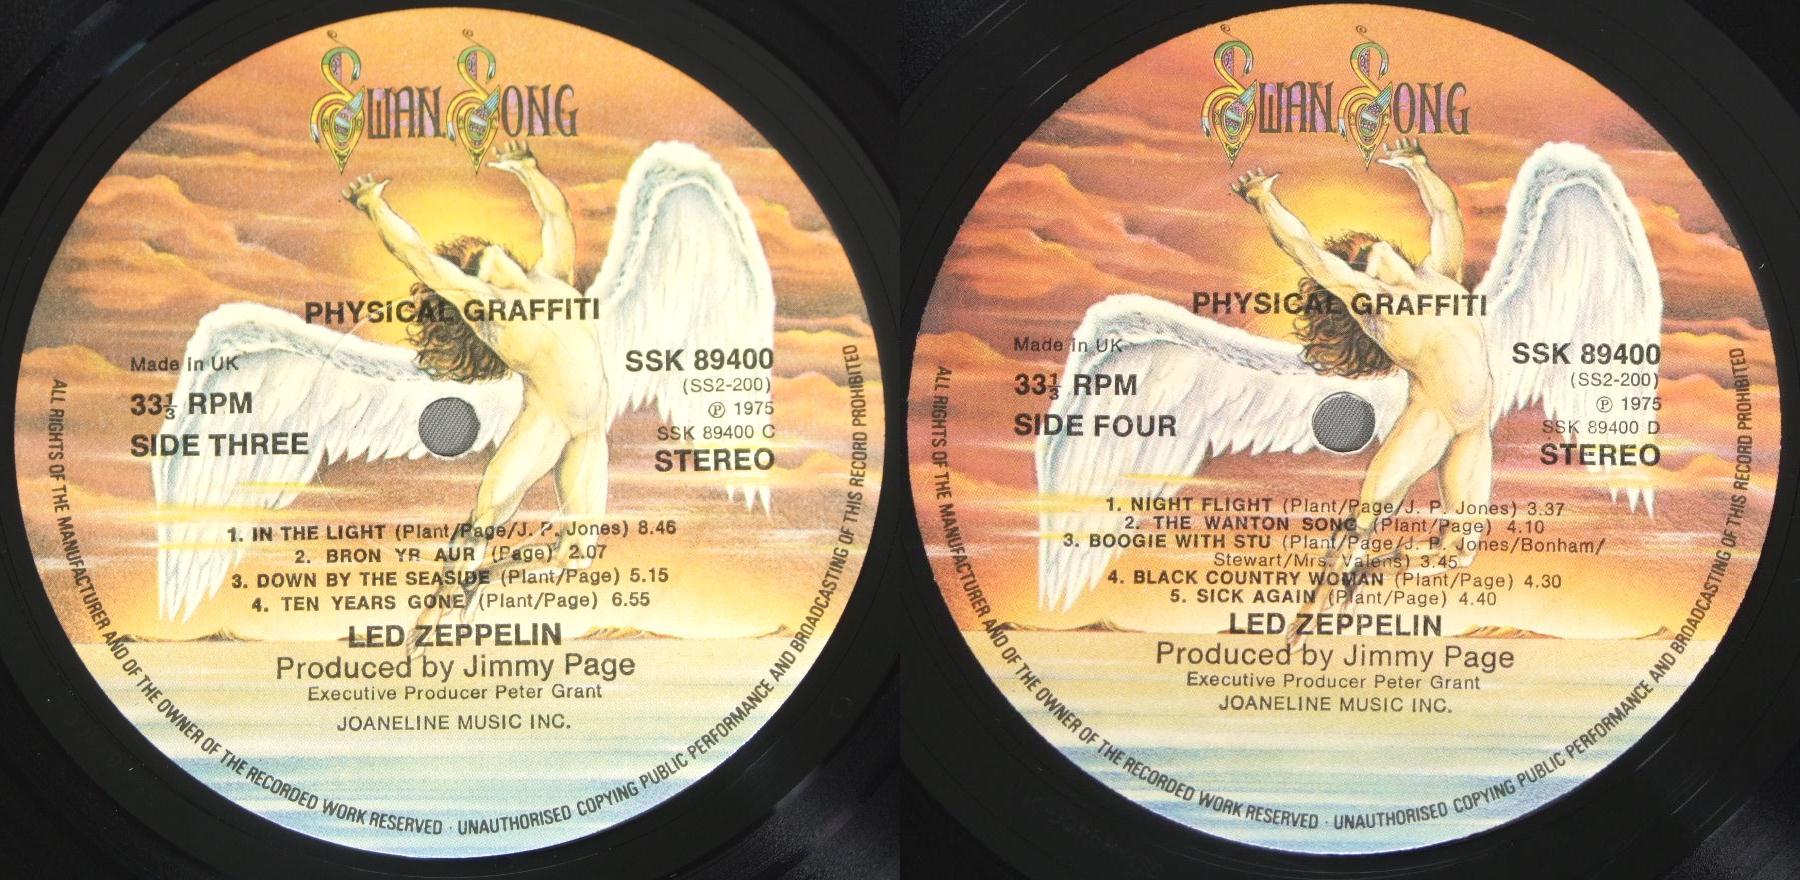 SWAN SONG
PHYSICAL GRAFFITI
Made in UK
33⅓ RPM
SIDE THREE
SSK 89400
(SS2-200)
℗ 1975
SSK 89400 C
STEREO
1. IN THE LIGHT (Plant/Page/J. P. Jones) 8.46
2. BRON YR AUR (Page) 2.07
3. DOWN BY THE SEASIDE (Plant/Page) 5.15
4. TEN YEARS GONE (Plant/Page) 6.55
LED ZEPPELIN
Produced by Jimmy Page
Executive Producer Peter Grant
JOANELINE MUSIC INC.
ALL RIGHTS OF THE MANUFACTURER AND OF THE OWNER OF THE RECORDED WORK RESERVED · UNAUTHORISED COPYING PUBLIC PERFORMANCE AND BROADCASTING OF THIS RECORD PROHIBITED
SWAN SONG
PHYSICAL GRAFFITI
Made in UK
33⅓ RPM
SIDE FOUR
SSK 89400
(SS2-200)
℗ 1975
SSK 89400 D
STEREO
1. NIGHT FLIGHT (Plant/Page/J. P. Jones) 3.37
2. THE WANTON SONG (Plant/Page) 4.10
3. BOOGIE WITH STU (Plant/Page/J. P. Jones/Bonham/
Stewart/Mrs. Valens) 3.45
4. BLACK COUNTRY WOMAN (Plant/Page) 4.30
5. SICK AGAIN (Plant/Page) 4.40
LED ZEPPELIN
Produced by Jimmy Page
Executive Producer Peter Grant
JOANELINE MUSIC INC.
ALL RIGHTS OF THE MANUFACTURER AND OF THE OWNER OF THE RECORDED WORK RESERVED · UNAUTHORISED COPYING PUBLIC PERFORMANCE AND BROADCASTING OF THIS RECORD PROHIBITED